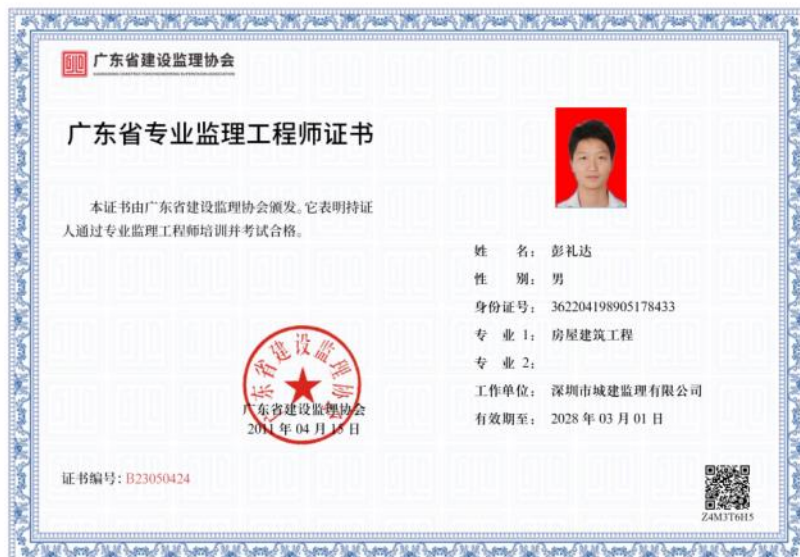 广东省建设监理协会
广东省专业监理工程师证书
本证书由广东省建设监理协会颁发。它表明持证
人通过专业监理工程师培训并考试合格。
姓 名: 彭礼达
性 别: 男
身份证号: 362204198905178433
专 业 1: 房屋建筑工程
专 业 2:
工作单位: 深圳市城建监理有限公司
有效期至: 2028 年 03 月 01 日
广东省建设监理协会
广东省建设监理协会
2011 年 04 月 15 日
证书编号: B23050424
Z4M3T6H5